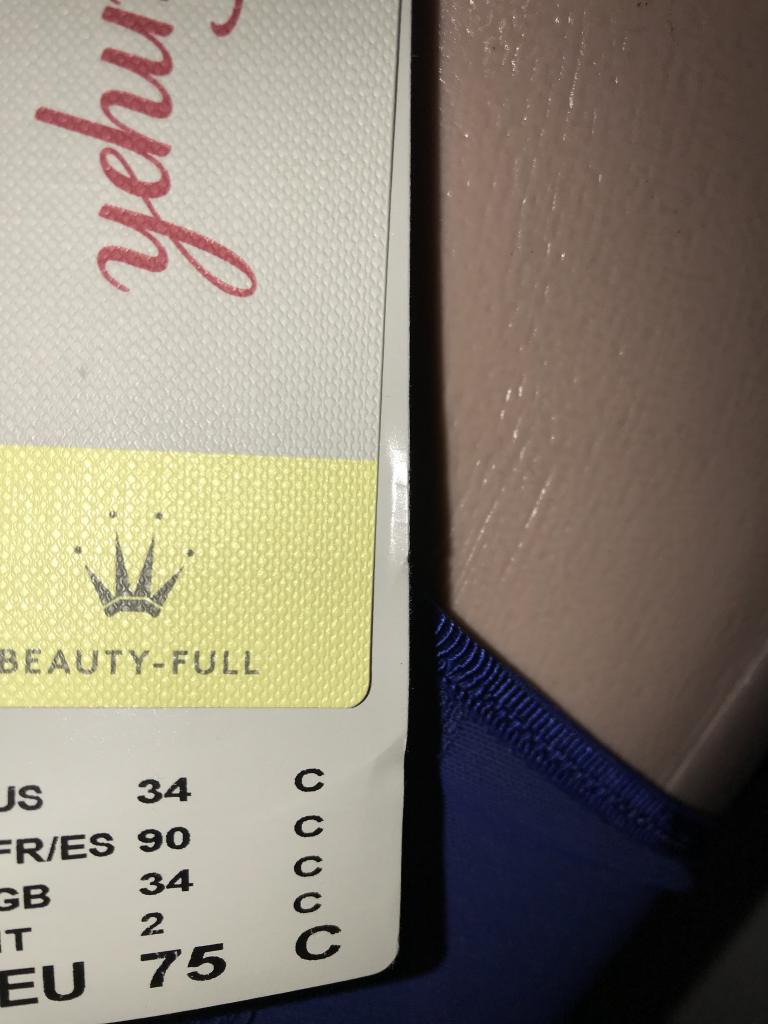 BEAUTY-FULL
US 34 C
FR/ES 90 C
GB 34 C
IT 2 C
EU 75 C